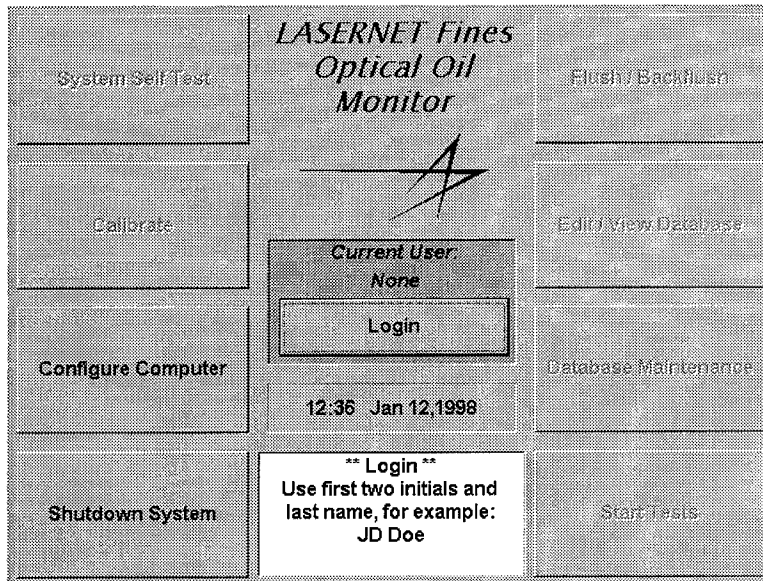 LASERNET Fines
Optical Oil
Monitor
System Self Test
Flush / Backflush
Calibrate
Edit / View Database
Current User:
None
Login
Configure Computer
Database Maintenance
12:36 Jan 12,1998
Shutdown System
** Login **
Use first two initials and
last name, for example:
JD Doe
Start Tests